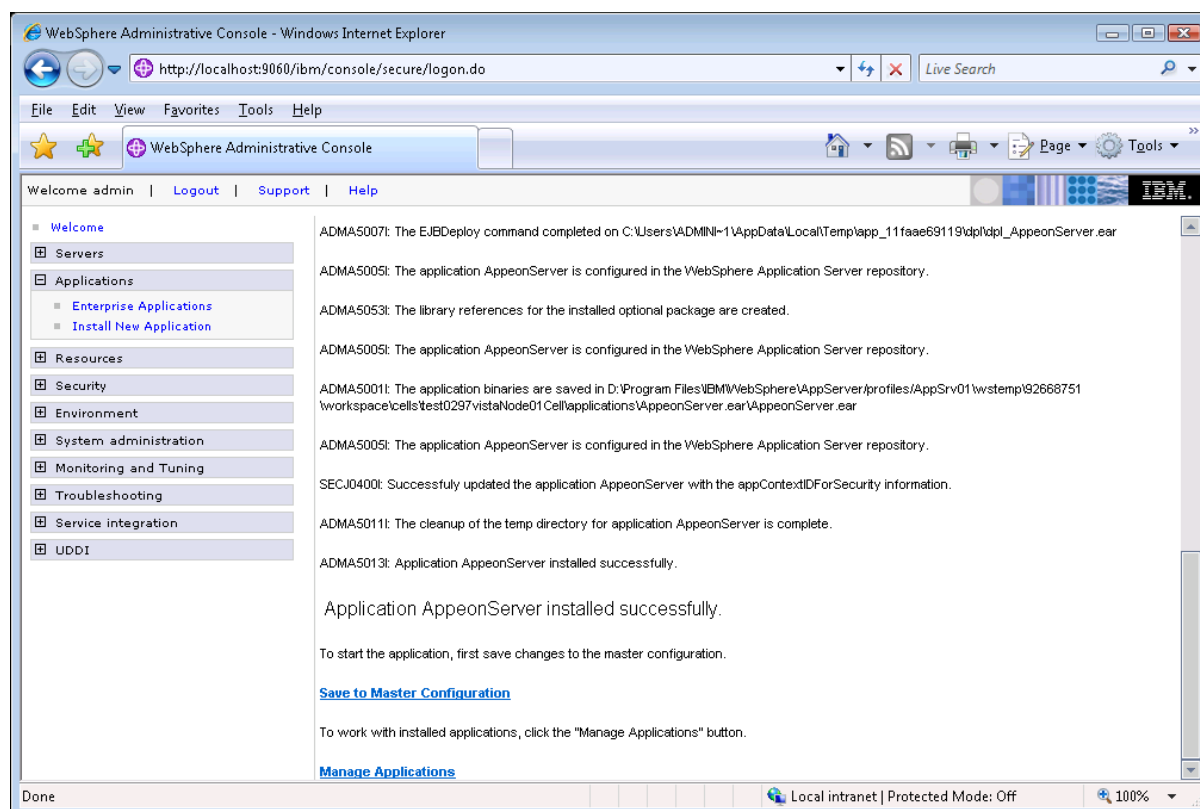 WebSphere Administrative Console - Windows Internet Explorer
http://localhost:9060/ibm/console/secure/logon.do
Live Search
File Edit View Favorites Tools Help
WebSphere Administrative Console
Page
Tools
Welcome admin | Logout | Support | Help
IBM.
Welcome
Servers
Applications
Enterprise Applications
Install New Application
Resources
Security
Environment
System administration
Monitoring and Tuning
Troubleshooting
Service integration
UDDI
ADMA5007I: The EJBDeploy command completed on C:\Users\ADMINI~1\AppData\Local\Temp\app_11faae69119\dpl\dpl_AppeonServer.ear
ADMA5005I: The application AppeonServer is configured in the WebSphere Application Server repository.
ADMA5053I: The library references for the installed optional package are created.
ADMA5005I: The application AppeonServer is configured in the WebSphere Application Server repository.
ADMA5001I: The application binaries are saved in D:\Program Files\IBM\WebSphere\AppServer/profiles/AppSrv01\wstemp\92668751
\workspace\cells\test0297vistaNode01Cell\applications\AppeonServer.ear\AppeonServer.ear
ADMA5005I: The application AppeonServer is configured in the WebSphere Application Server repository.
SECJ0400I: Successfuly updated the application AppeonServer with the appContextIDForSecurity information.
ADMA5011I: The cleanup of the temp directory for application AppeonServer is complete.
ADMA5013I: Application AppeonServer installed successfully.
Application AppeonServer installed successfully.
To start the application, first save changes to the master configuration.
Save to Master Configuration
To work with installed applications, click the "Manage Applications" button.
Manage Applications
Done
Local intranet | Protected Mode: Off
100%